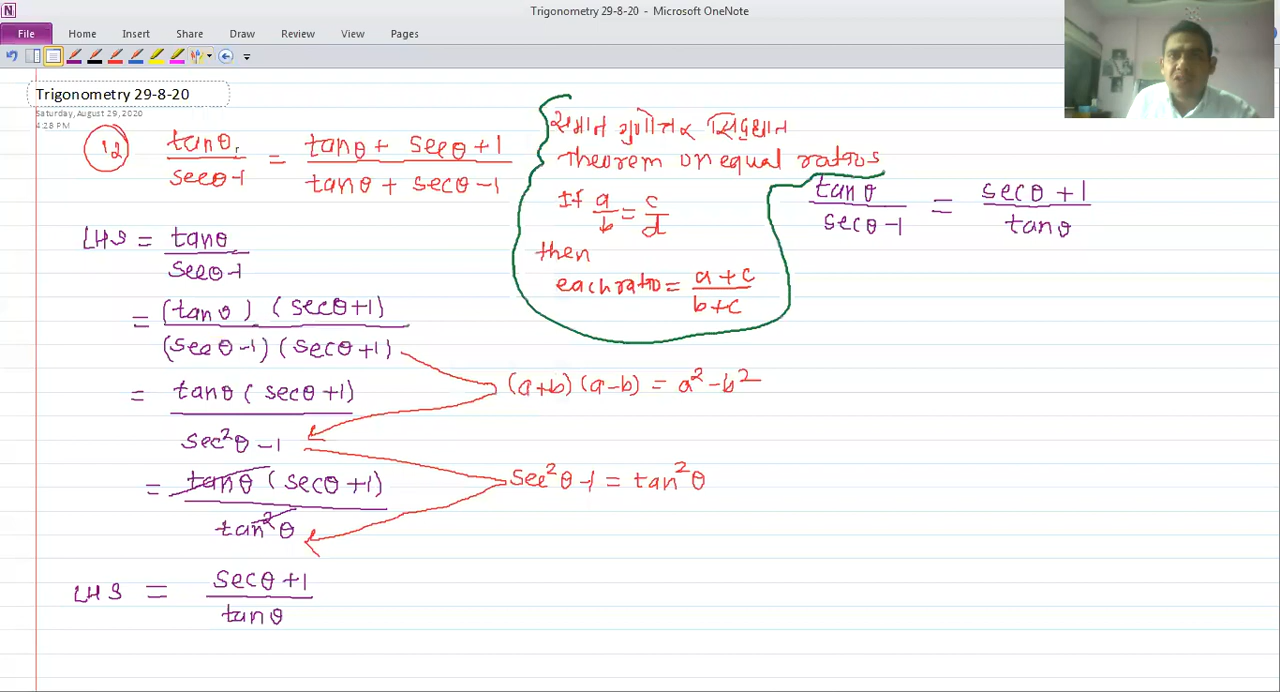 Trigonometry 29-8-20 - Microsoft OneNote
File Home Insert Share Draw Review View Pages
Trigonometry 29-8-20
Saturday, August 29, 2020
4:28 PM
12 tanθ / secθ-1 = tanθ + secθ+1 / tanθ + secθ-1
LHS = tanθ / secθ-1
= (tanθ) (secθ+1) / (secθ-1) (secθ+1)
= tanθ (secθ+1) / sec²θ-1
= tanθ (secθ+1) / tan²θ
LHS = secθ+1 / tanθ
समान गुणोत्तर सिद्धांत
Theorem on equal ratios
If a/b = c/d
then
each ratio = a+c / b+c
(a+b) (a-b) = a²-b²
sec²θ-1 = tan²θ
tanθ / secθ-1 = secθ+1 / tanθ